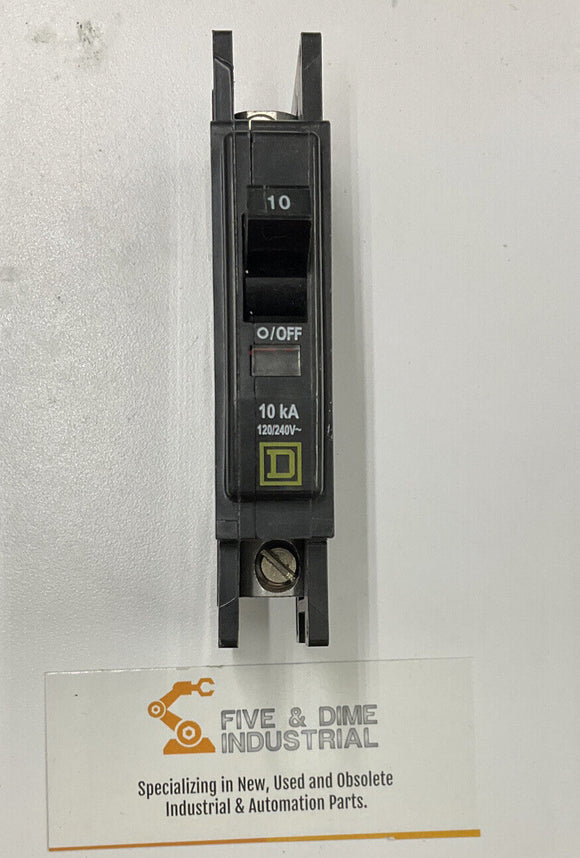 10
O/OFF
10 kA
120/240V~
D
FIVE & DIME
INDUSTRIAL
Specializing in New, Used and Obsolete
Industrial & Automation Parts.